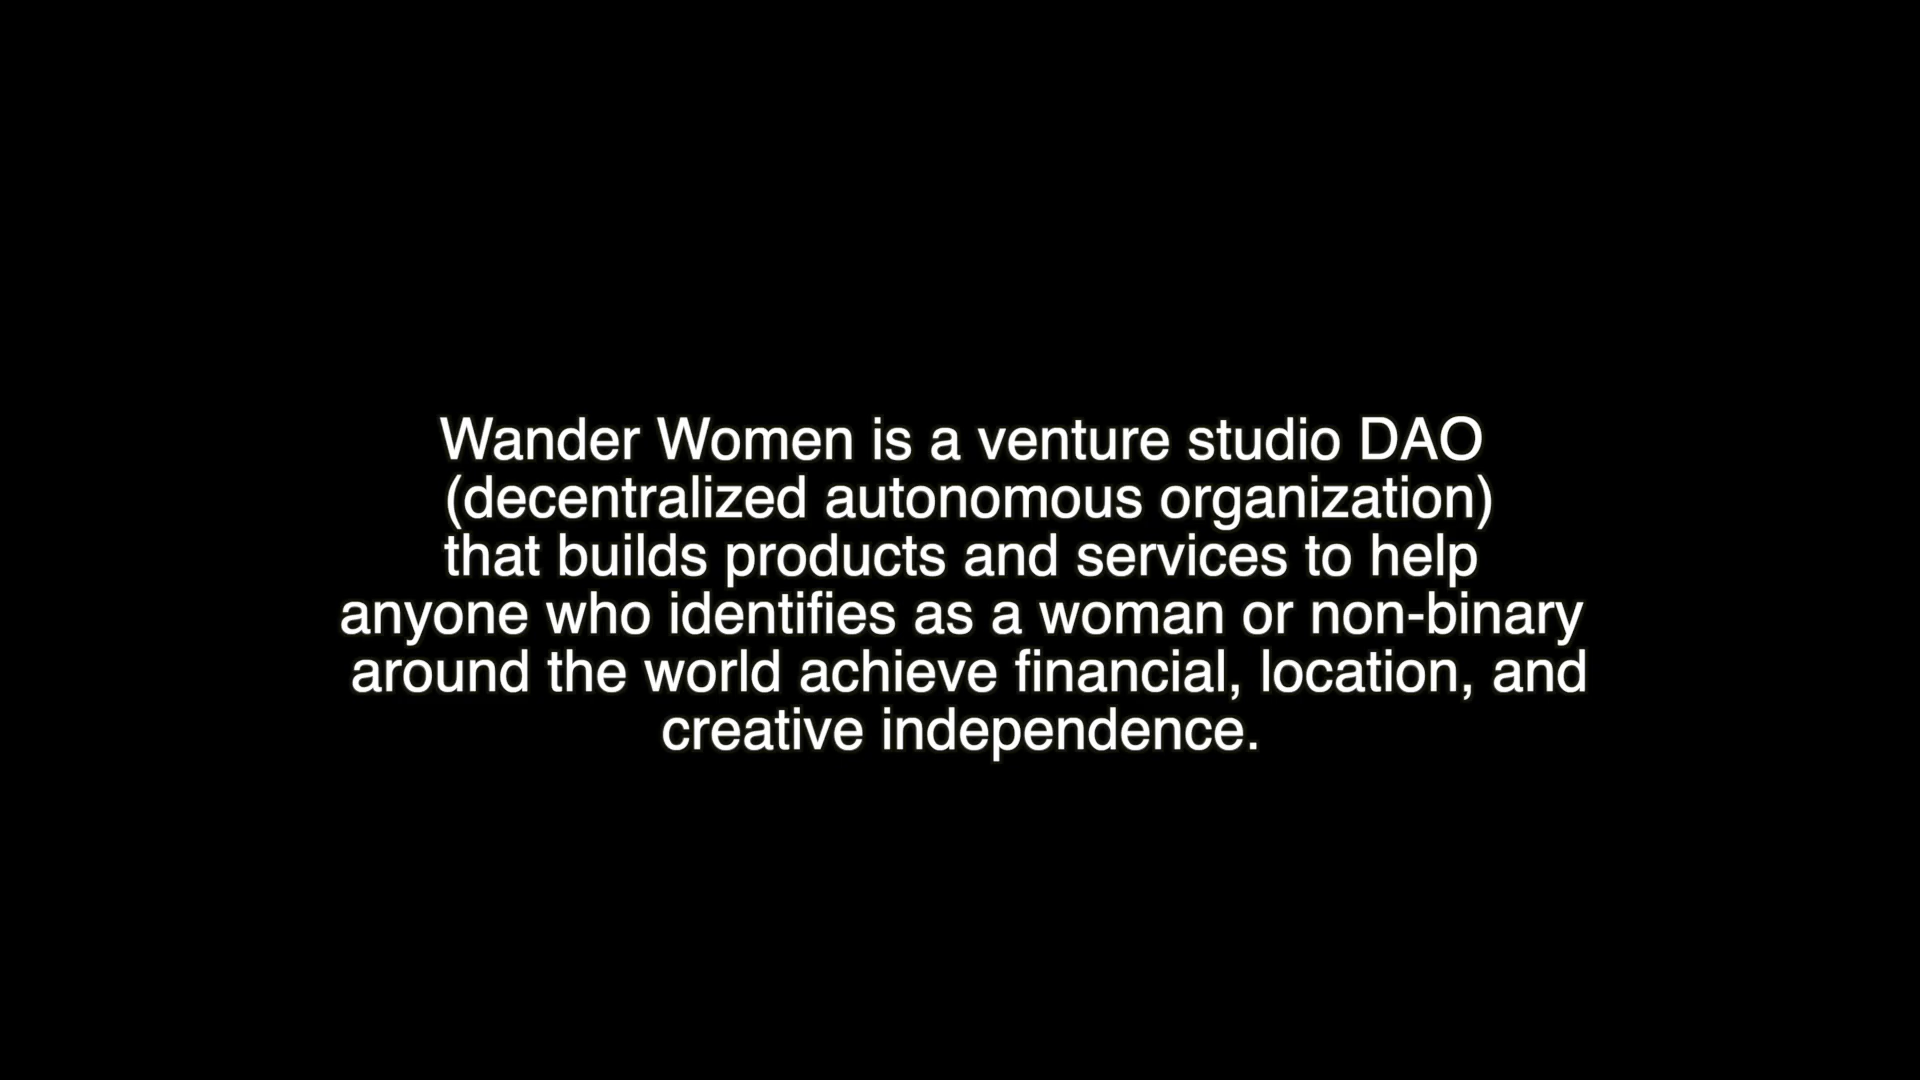 Wander Women is a venture studio DAO
(decentralized autonomous organization)
that builds products and services to help
anyone who identifies as a woman or non-binary
around the world achieve financial, location, and
creative independence.